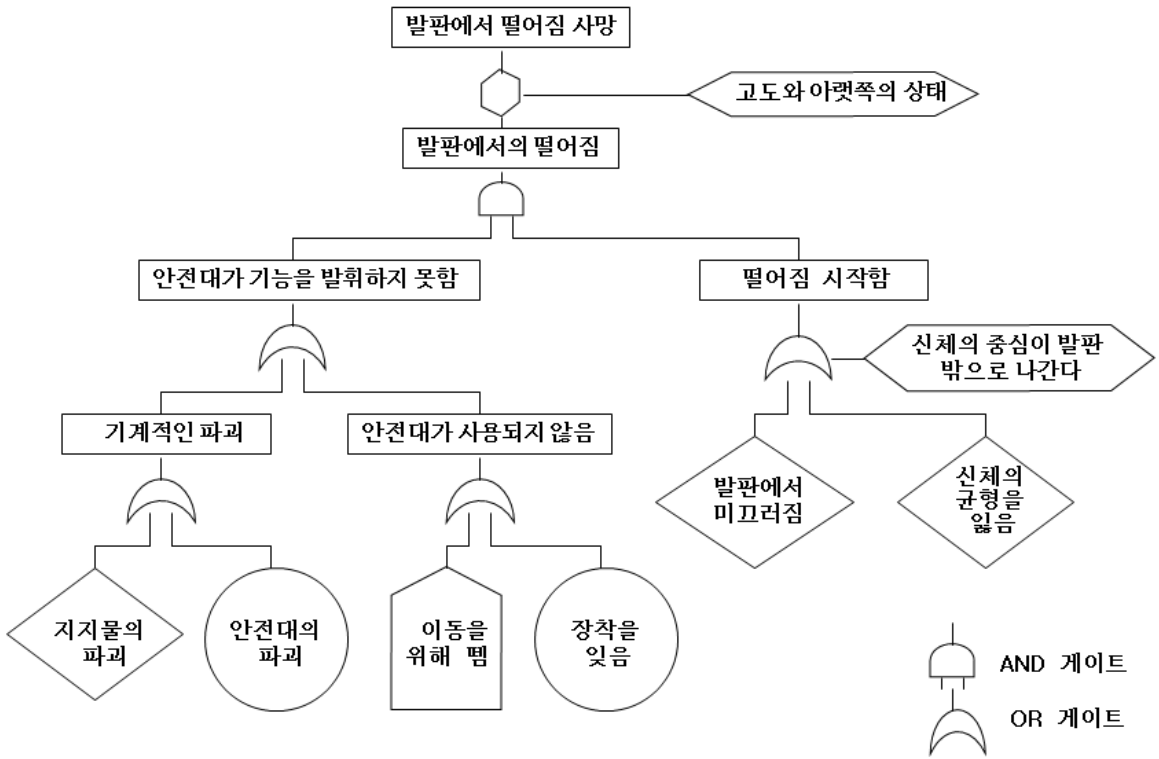 발판에서 떨어짐 사망
고도와 아랫쪽의 상태
발판에서의 떨어짐
안전대가 기능을 발휘하지 못함
떨어짐 시작함
신체의 중심이 발판
밖으로 나간다
기계적인 파괴
안전대가 사용되지 않음
발판에서
미끄러짐
신체의
균형을
잃음
지지물의
파괴
안전대의
파괴
이동을
위해 뗌
장착을
잊음
AND 게이트
OR 게이트